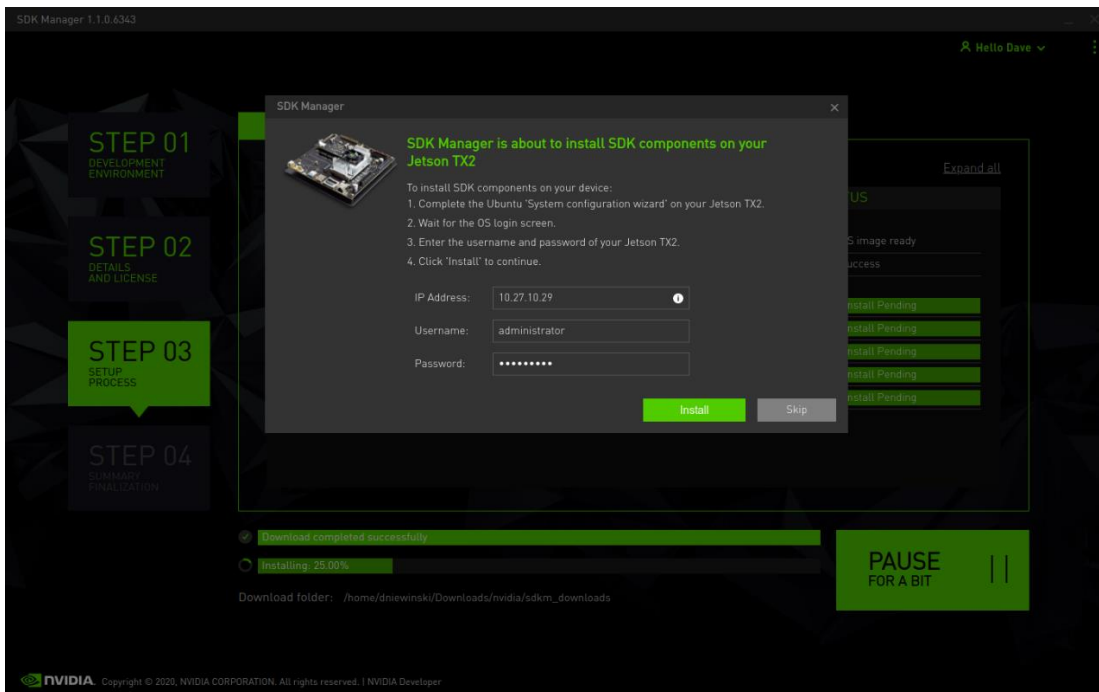 SDK Manager 1.1.0.6343
Hello Dave
SDK Manager
STEP 01
DEVELOPMENT
ENVIRONMENT
SDK Manager is about to install SDK components on your
Jetson TX2
Expand all
To install SDK components on your device:
1. Complete the Ubuntu 'System configuration wizard' on your Jetson TX2.
2. Wait for the OS login screen.
3. Enter the username and password of your Jetson TX2.
4. Click 'Install' to continue.
STEP 02
DETAILS
AND LICENSE
IP Address: 10.27.10.29
Username: administrator
Password: •••••••••
Install Skip
STEP 03
SETUP
PROCESS
US
S image ready
uccess
nstall Pending
nstall Pending
nstall Pending
nstall Pending
nstall Pending
STEP 04
SUMMARY
FINALIZATION
Download completed successfully
Installing: 25.00%
Download folder: /home/dniewinski/Downloads/nvidia/sdkm_downloads
PAUSE
FOR A BIT
NVIDIA. Copyright © 2020, NVIDIA CORPORATION. All rights reserved. | NVIDIA Developer